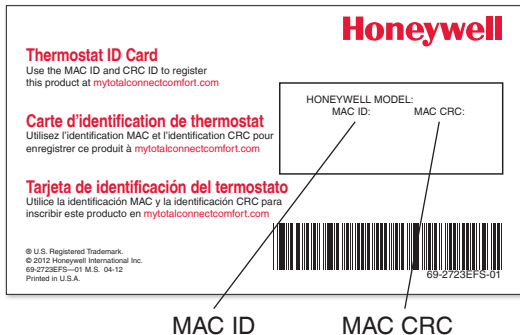 Honeywell
Thermostat ID Card
Use the MAC ID and CRC ID to register
this product at mytotalconnectcomfort.com
HONEYWELL MODEL:
MAC ID: MAC CRC:
Carte d'identification de thermostat
Utilisez l'identification MAC et l'identification CRC pour
enregistrer ce produit à mytotalconnectcomfort.com
Tarjeta de identificación del termostato
Utilice la identificación MAC y la identificación CRC para
inscribir este producto en mytotalconnectcomfort.com
® U.S. Registered Trademark.
© 2012 Honeywell International Inc.
69-2723EFS—01 M.S. 04-12
Printed in U.S.A.
69-2723EFS-01
MAC ID MAC CRC